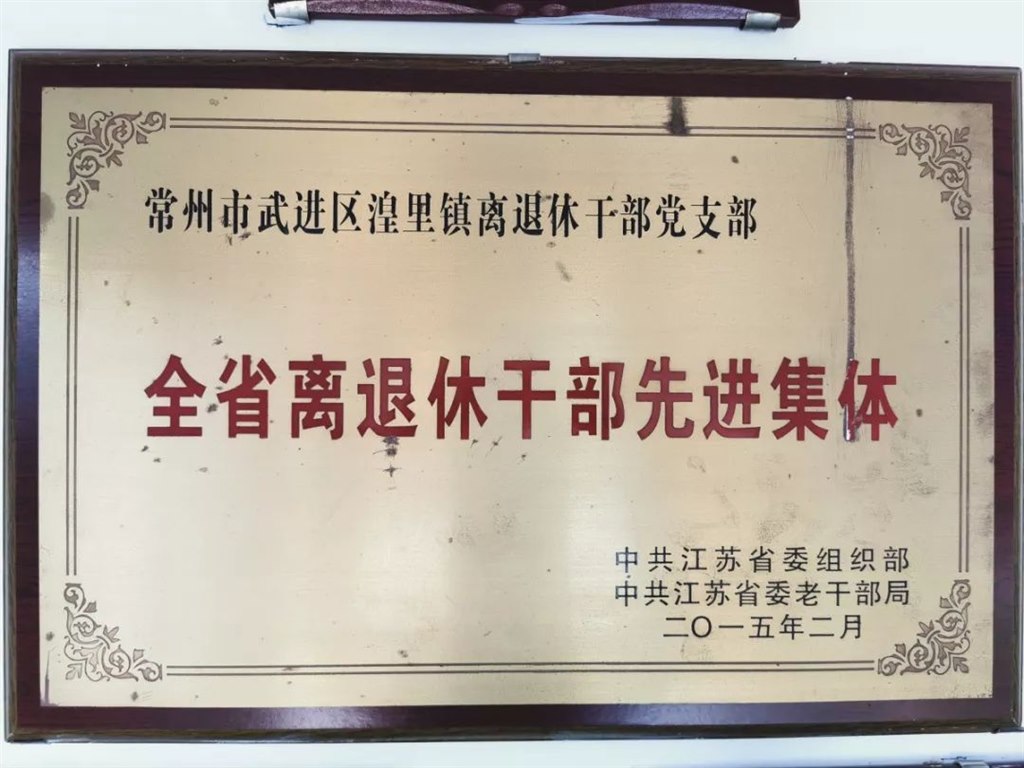 常州市武进区湟里镇离退休干部党支部
全省离退休干部先进集体
中共江苏省委组织部
中共江苏省委老干部局
二〇一五年二月